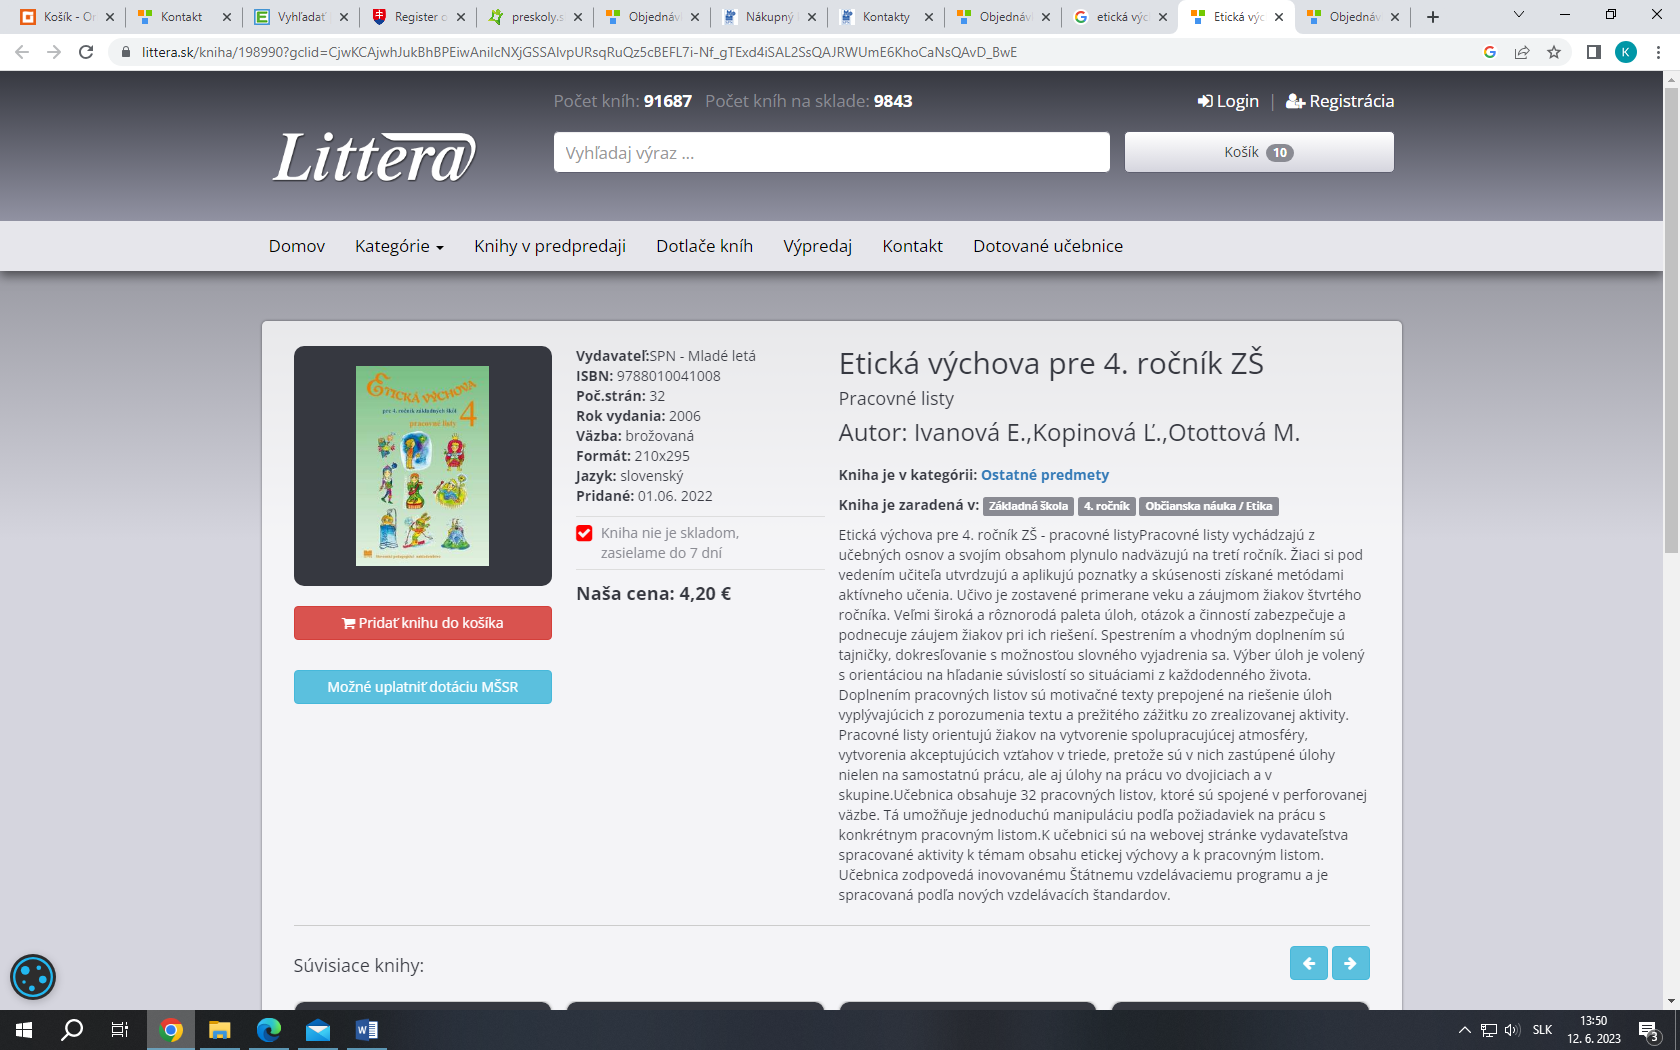 Košík - Or
Kontakt
Vyhľadať
Register o
preskoly.s
Objednáv
Nákupný
Kontakty
Objednáv
etická výc
Etická výc
Objednáv
littera.sk/kniha/198990?gclid=CjwKCAjwhJukBhBPEiwAniIcNXjGSSAIvpURsqRuQz5cBEFL7i-Nf_gTExd4iSAL2SsQAJRWUmE6KhoCaNsQAvD_BwE
K
Počet kníh: 91687 Počet kníh na sklade: 9843
Login | Registrácia
Littera
Vyhľadaj výraz ...
Košík 10
Domov Kategórie Knihy v predpredaji Dotlače kníh Výpredaj Kontakt Dotované učebnice
ETICKÁ VÝCHOVA
pre 4. ročník základných škôl
4
pracovné listy
Pridať knihu do košíka
Možné uplatniť dotáciu MŠSR
Vydavateľ:SPN - Mladé letá
ISBN: 9788010041008
Poč.strán: 32
Rok vydania: 2006
Väzba: brožovaná
Formát: 210x295
Jazyk: slovenský
Pridané: 01.06. 2022
Kniha nie je skladom,
zasielame do 7 dní
Naša cena: 4,20 €
Etická výchova pre 4. ročník ZŠ
Pracovné listy
Autor: Ivanová E.,Kopinová Ľ.,Otottová M.
Kniha je v kategórii: Ostatné predmety
Kniha je zaradená v: Základná škola 4. ročník Občianska náuka / Etika
Etická výchova pre 4. ročník ZŠ - pracovné listyPracovné listy vychádzajú z
učebných osnov a svojím obsahom plynulo nadväzujú na tretí ročník. Žiaci si pod
vedením učiteľa utvrdzujú a aplikujú poznatky a skúsenosti získané metódami
aktívneho učenia. Učivo je zostavené primerane veku a záujmom žiakov štvrtého
ročníka. Veľmi široká a rôznorodá paleta úloh, otázok a činností zabezpečuje a
podnecuje záujem žiakov pri ich riešení. Spestrením a vhodným doplnením sú
tajničky, dokresľovanie s možnosťou slovného vyjadrenia sa. Výber úloh je volený
s orientáciou na hľadanie súvislostí so situáciami z každodenného života.
Doplnením pracovných listov sú motivačné texty prepojené na riešenie úloh
vyplývajúcich z porozumenia textu a prežitého zážitku zo zrealizovanej aktivity.
Pracovné listy orientujú žiakov na vytvorenie spolupracujúcej atmosféry,
vytvorenia akceptujúcich vzťahov v triede, pretože sú v nich zastúpené úlohy
nielen na samostatnú prácu, ale aj úlohy na prácu vo dvojiciach a v
skupine.Učebnica obsahuje 32 pracovných listov, ktoré sú spojené v perforovanej
väzbe. Tá umožňuje jednoduchú manipuláciu podľa požiadaviek na prácu s
konkrétnym pracovným listom.K učebnici sú na webovej stránke vydavateľstva
spracované aktivity k témam obsahu etickej výchovy a k pracovným listom.
Učebnica zodpovedá inovovanému Štátnemu vzdelávaciemu programu a je
spracovaná podľa nových vzdelávacích štandardov.
Súvisiace knihy:
SLK
13:50
12. 6. 2023
3